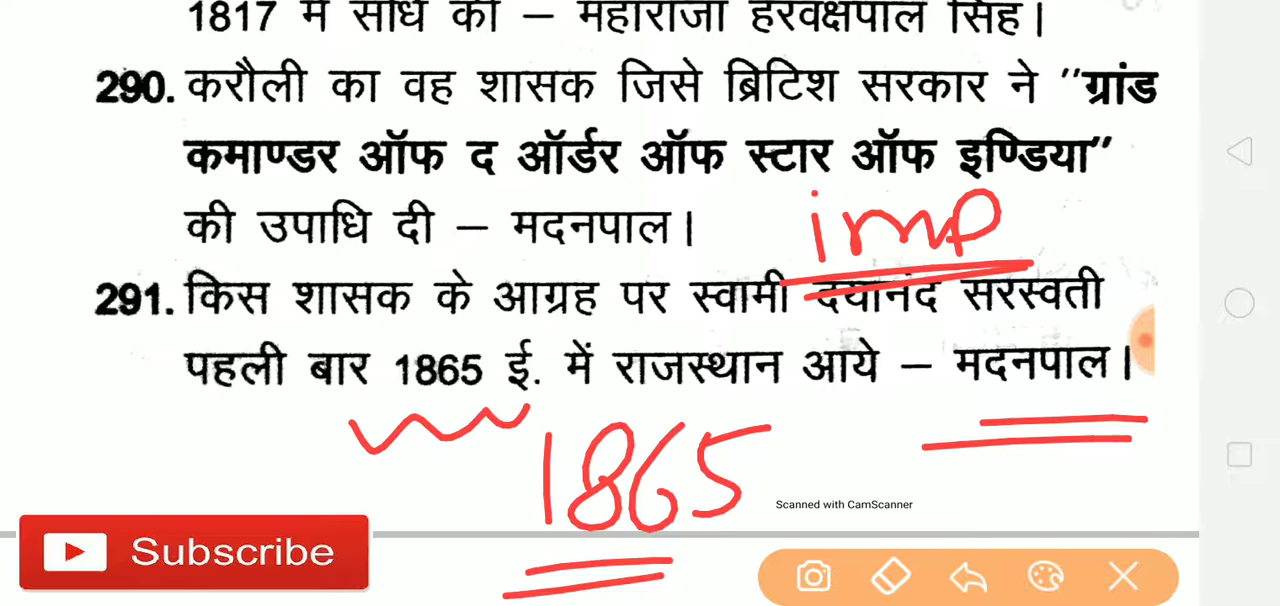 1817 में संधि की – महाराजा हरवक्षपाल सिंह।
290. करौली का वह शासक जिसे ब्रिटिश सरकार ने "ग्रांड
कमाण्डर ऑफ द ऑर्डर ऑफ स्टार ऑफ इण्डिया"
की उपाधि दी – मदनपाल।
imp
291. किस शासक के आग्रह पर स्वामी दयानंद सरस्वती
पहली बार 1865 ई. में राजस्थान आये – मदनपाल।
1865
Scanned with CamScanner
Subscribe